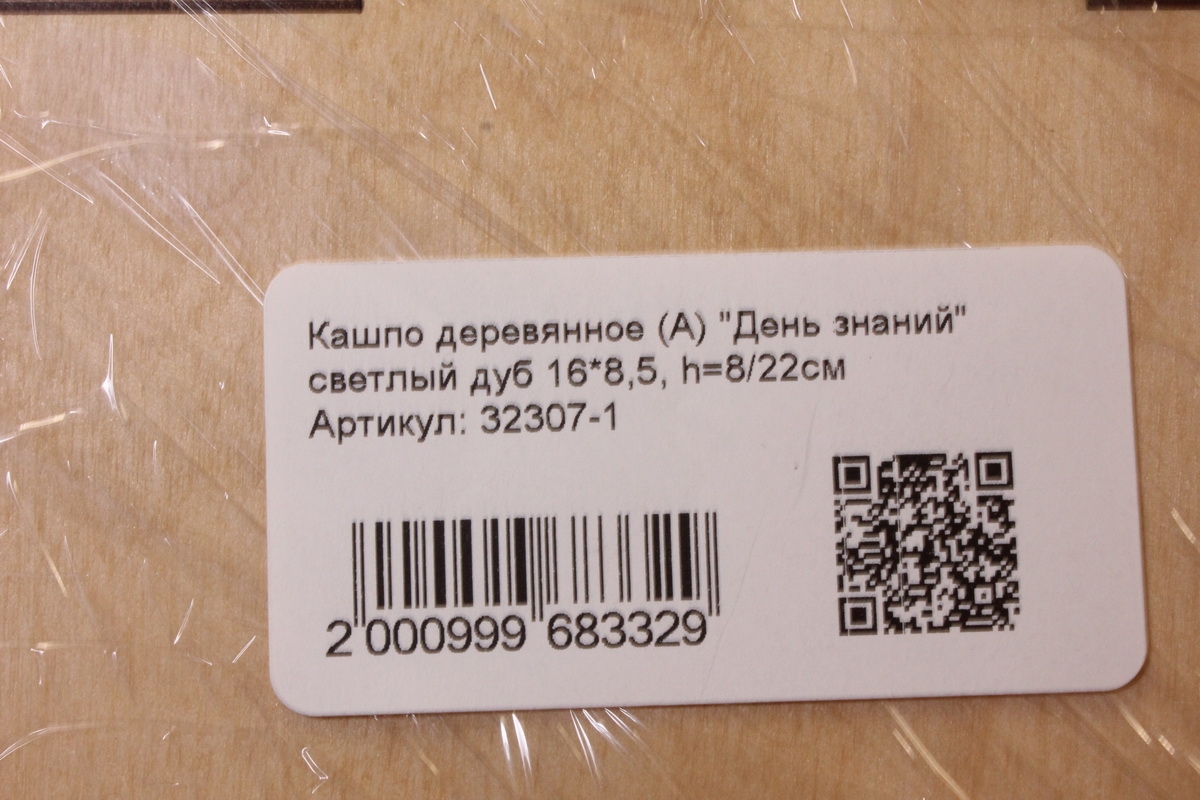 Кашпо деревянное (А) "День знаний"
светлый дуб 16*8,5, h=8/22см
Артикул: 32307-1
2 000999 683329